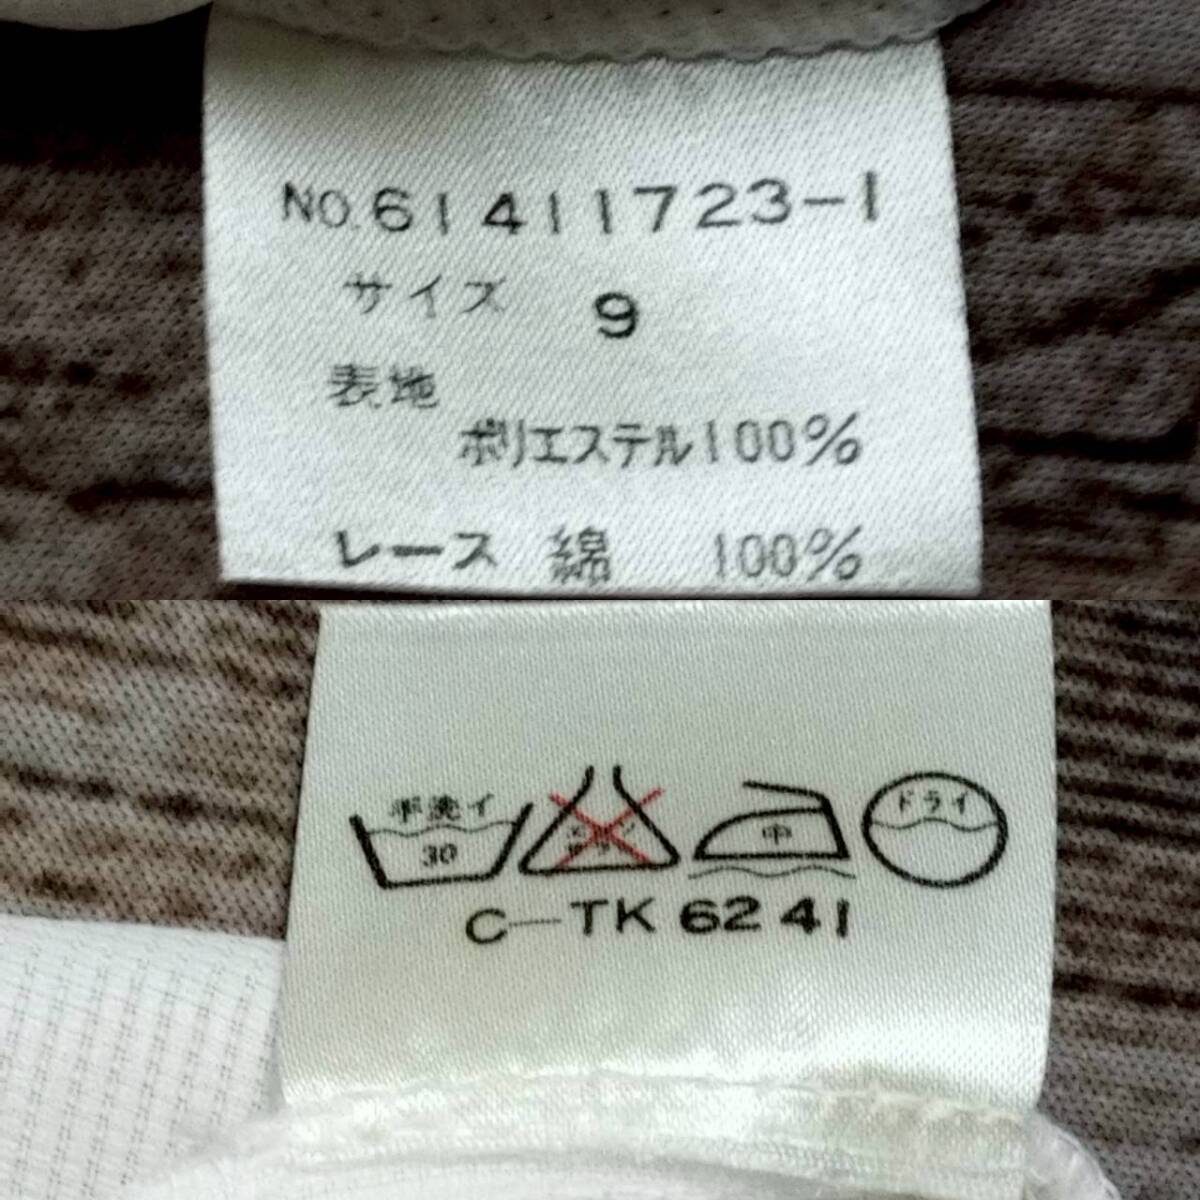 NO.61411723-1
サイズ 9
表地
ポリエステル100%
レース 綿 100%
手洗イ 30 中 ドライ
C-TK 6241